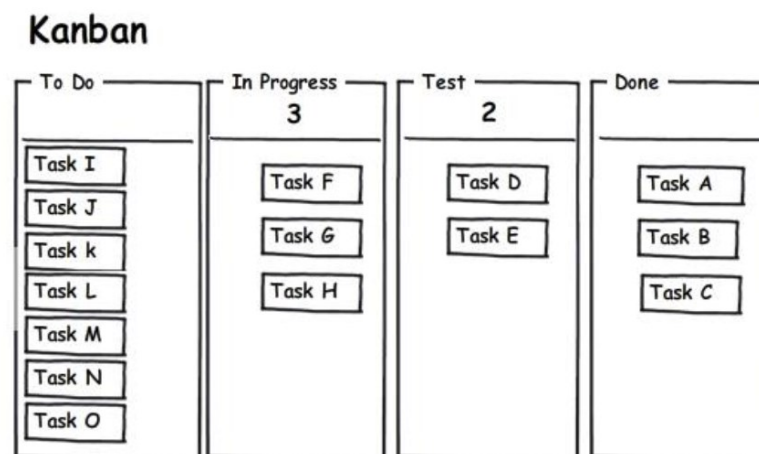 Kanban
To Do
Task I
Task J
Task k
Task L
Task M
Task N
Task O
In Progress
3
Task F
Task G
Task H
Test
2
Task D
Task E
Done
Task A
Task B
Task C